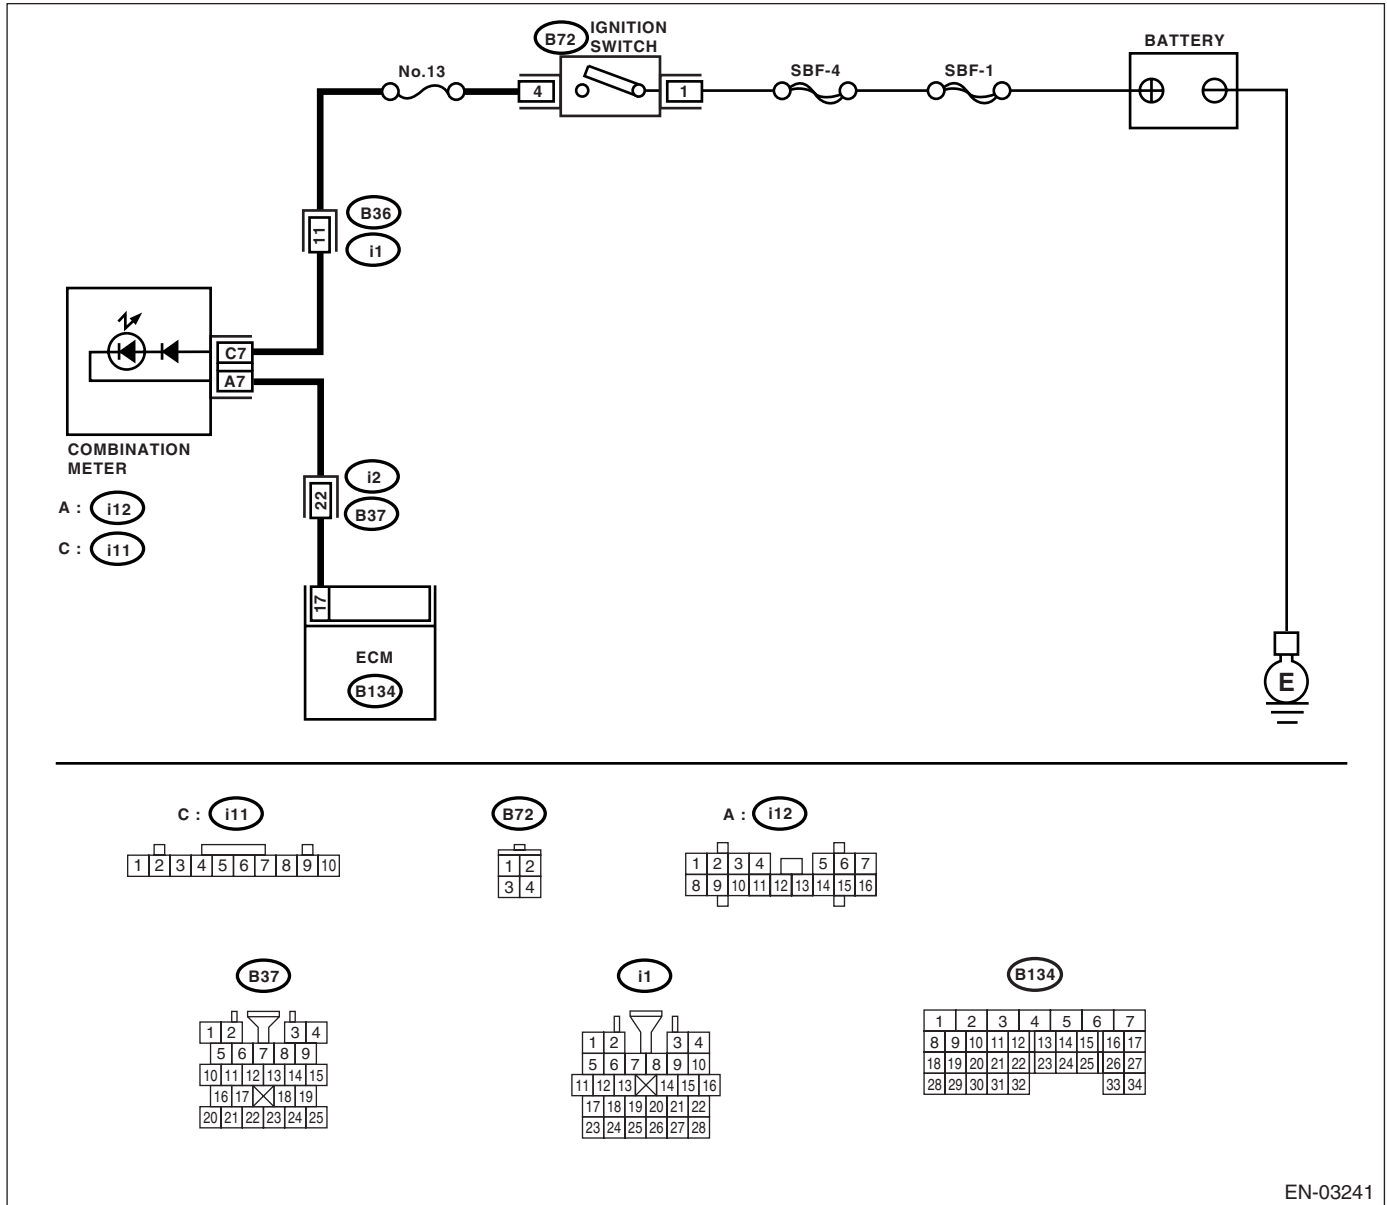 B72
IGNITION
SWITCH
BATTERY
No.13
SBF-4
SBF-1
4
1
11
B36
i1
C7
A7
COMBINATION
METER
A : i12
C : i11
22
i2
B37
17
ECM
B134
E
C : i11
1 2 3 4 5 6 7 8 9 10
B72
1 2
3 4
A : i12
1 2 3 4 5 6 7
8 9 10 11 12 13 14 15 16
B37
1 2 3 4
5 6 7 8 9
10 11 12 13 14 15
16 17 18 19
20 21 22 23 24 25
i1
1 2 3 4
5 6 7 8 9 10
11 12 13 14 15 16
17 18 19 20 21 22
23 24 25 26 27 28
B134
1 2 3 4 5 6 7
8 9 10 11 12 13 14 15 16 17
18 19 20 21 22 23 24 25 26 27
28 29 30 31 32 33 34
EN-03241